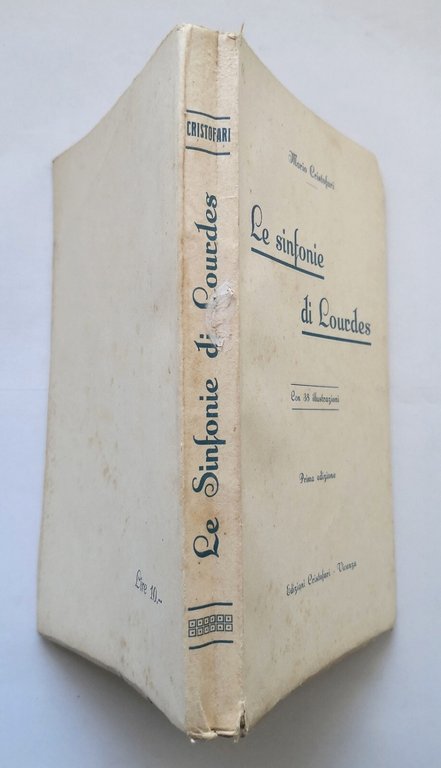 Mario Cristofari
Le sinfonie
di Lourdes
Con 38 illustrazioni
Prima edizione
Edizioni Cristofari - Vicenza
CRISTOFARI
Le Sinfonie di Lourdes
Lire 10,-